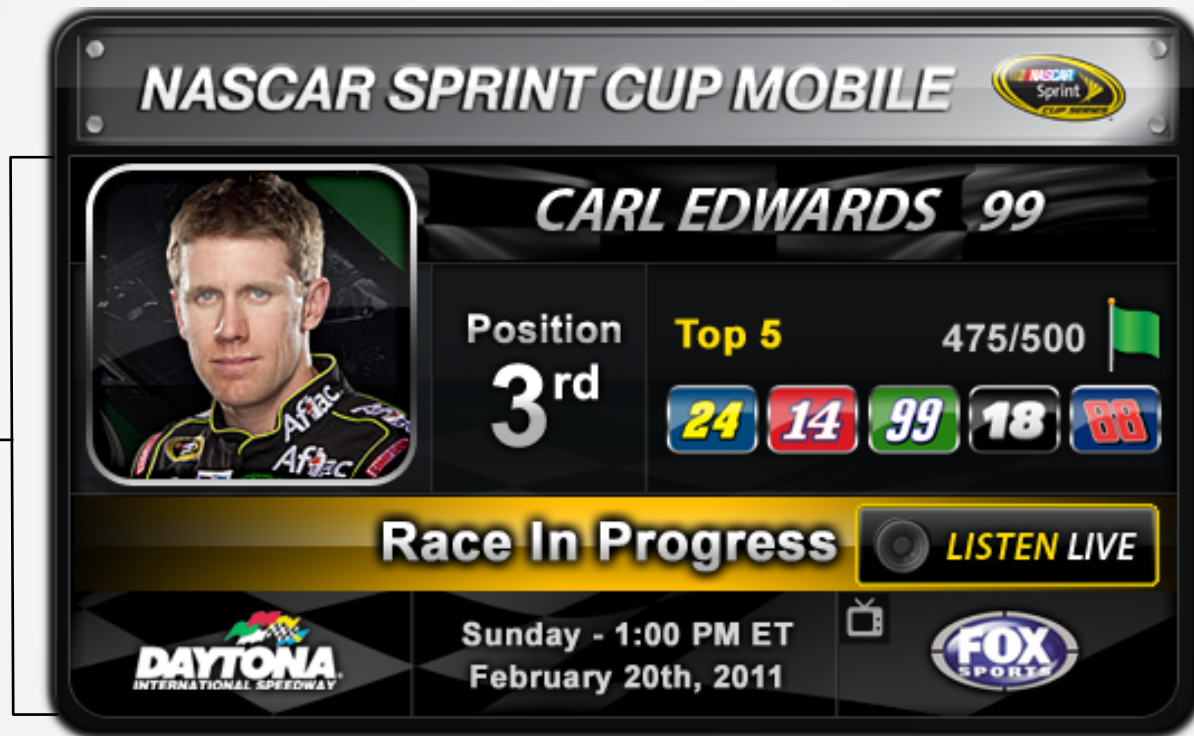 NASCAR SPRINT CUP MOBILE
NASCAR
Sprint
CUP SERIES
CARL EDWARDS 99
Position
3rd
Top 5
475/500
24 14 99 18 88
Aflac
Aflac
Race In Progress
LISTEN LIVE
DAYTONA
INTERNATIONAL SPEEDWAY
Sunday - 1:00 PM ET
February 20th, 2011
FOX
SPORTS